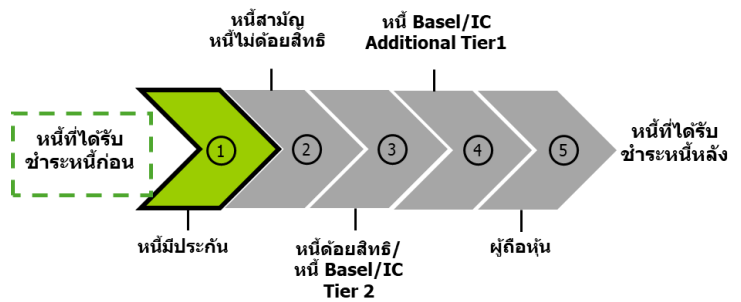 หนี้สามัญ
หนี้ไม่ด้อยสิทธิ
หนี้ Basel/IC
Additional Tier1
หนี้ที่ได้รับ
ชำระหนี้ก่อน
1
2
3
4
5
หนี้ที่ได้รับ
ชำระหนี้หลัง
หนี้มีประกัน
หนี้ด้อยสิทธิ/
หนี้ Basel/IC
Tier 2
ผู้ถือหุ้น